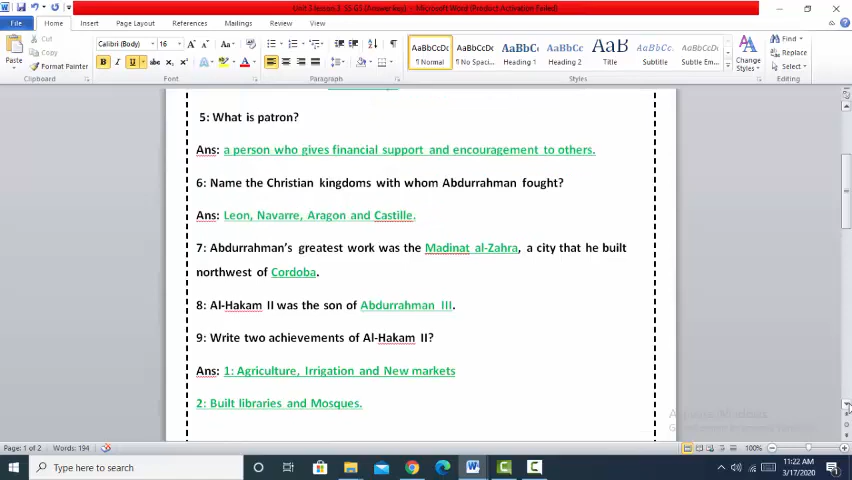 Unit 3 lesson 3 SS G5 (Answer key) - Microsoft Word (Product Activation Failed)
File Home Insert Page Layout References Mailings Review View
Cut
Copy
Format Painter
Paste
Clipboard
Calibri (Body) 16
Font
Paragraph
AaBbCcDc AaBbCcDc AaBbC AaBbCc AaB AaBbCc. AaBbCcDc
¶ Normal ¶ No Spaci... Heading 1 Heading 2 Title Subtitle Subtle Em...
Styles
Change Styles
Find
Replace
Select
Editing
5: What is patron?
Ans: a person who gives financial support and encouragement to others.
6: Name the Christian kingdoms with whom Abdurrahman fought?
Ans: Leon, Navarre, Aragon and Castille.
7: Abdurrahman’s greatest work was the Madinat al-Zahra, a city that he built
northwest of Cordoba.
8: Al-Hakam II was the son of Abdurrahman III.
9: Write two achievements of Al-Hakam II?
Ans: 1: Agriculture, Irrigation and New markets
2: Built libraries and Mosques.
Page: 1 of 2 Words: 194 100%
Type here to search
11:22 AM
3/17/2020